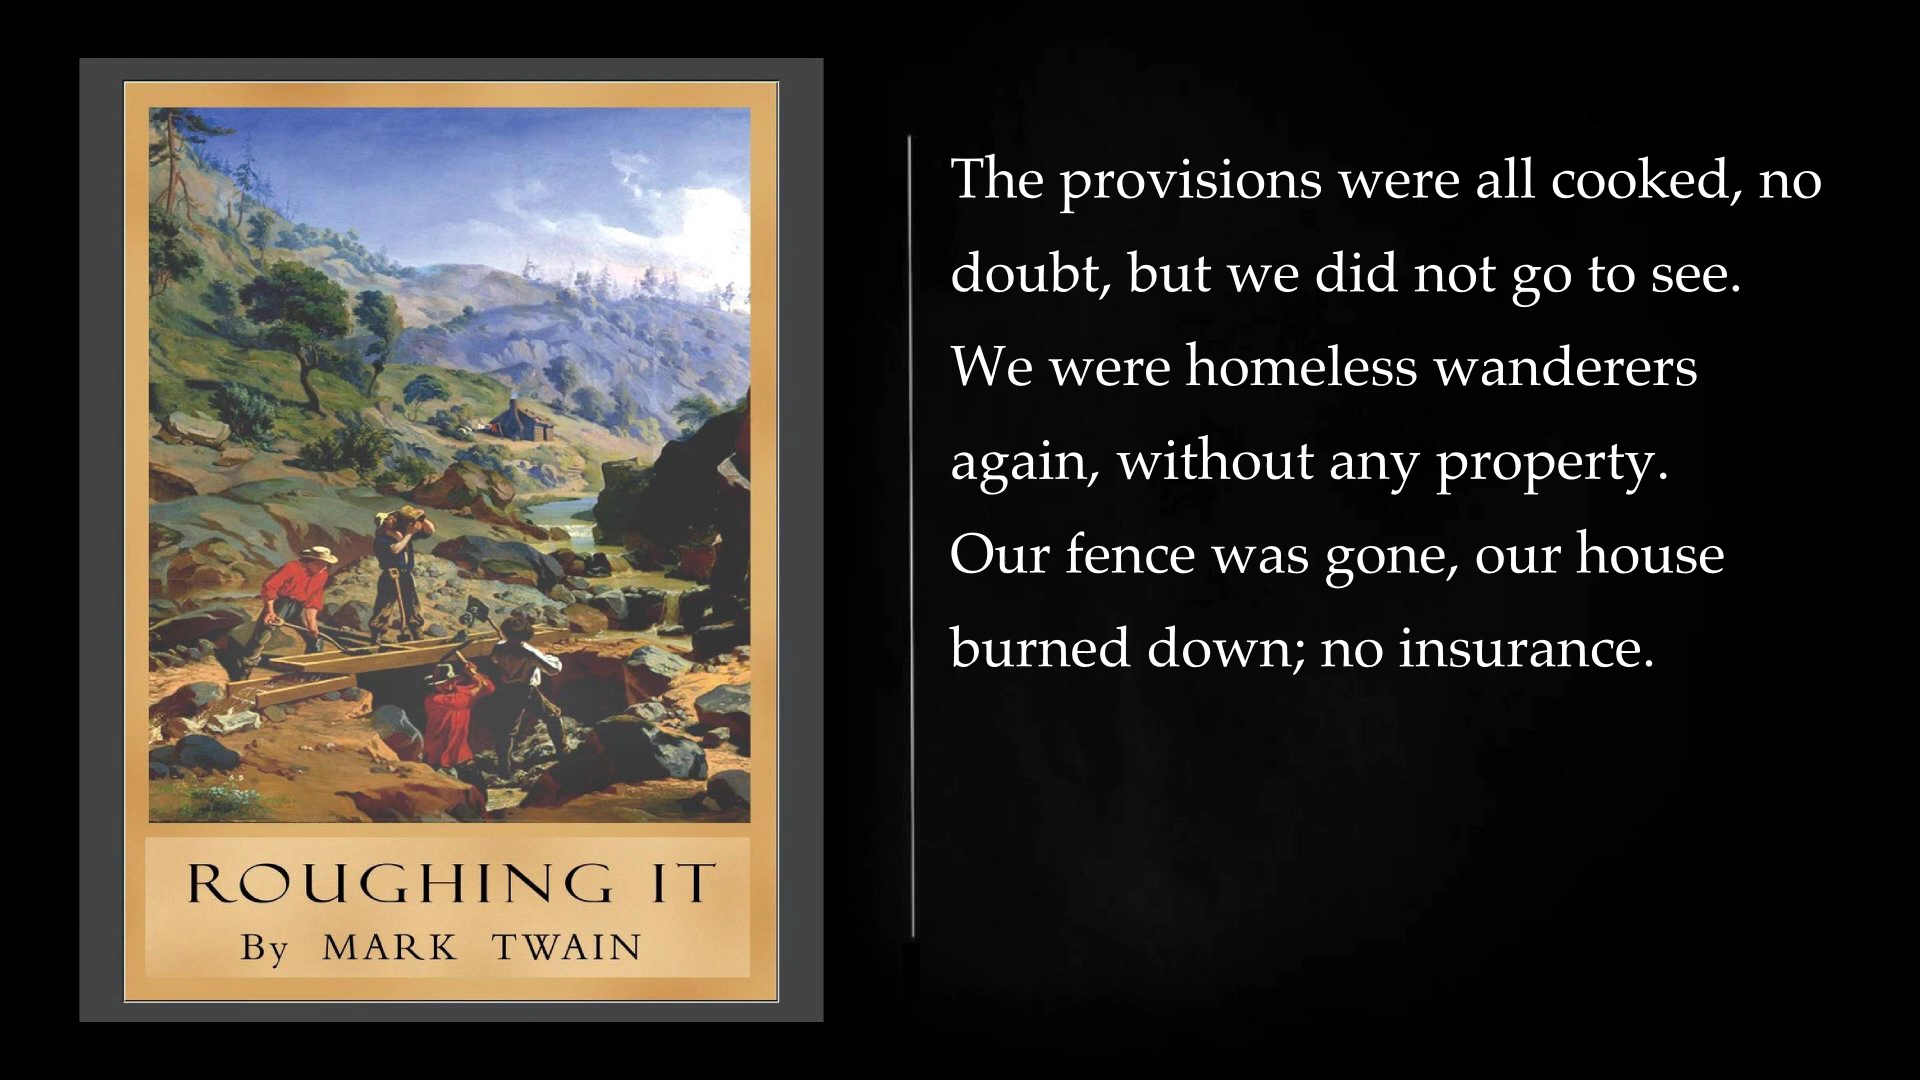 ROUGHING IT
By MARK TWAIN
The provisions were all cooked, no
doubt, but we did not go to see.
We were homeless wanderers
again, without any property.
Our fence was gone, our house
burned down; no insurance.